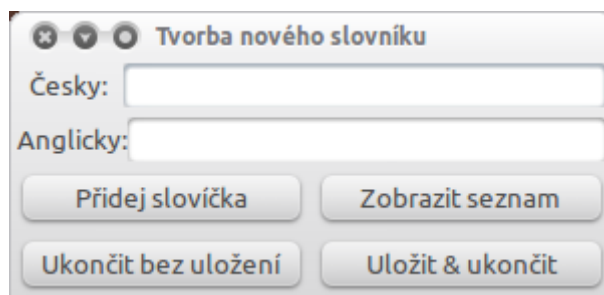 Tvorba nového slovníku
Česky:
Anglicky:
Přidej slovíčka Zobrazit seznam
Ukončit bez uložení Uložit & ukončit